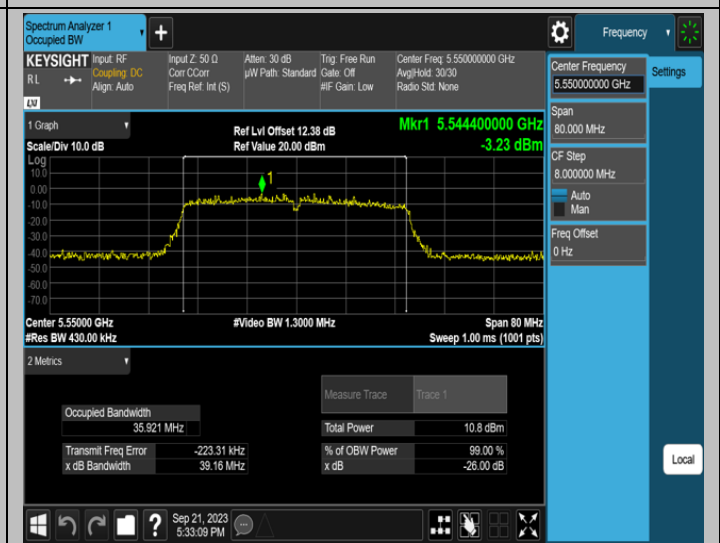 Spectrum Analyzer 1
Occupied BW
+
Frequency
KEYSIGHT
R L
LXI
Input: RF
Coupling: DC
Align: Auto
Input Z: 50 Ω
Corr CCorr
Freq Ref: Int (S)
Atten: 30 dB
µW Path: Standard
Trig: Free Run
Gate: Off
#IF Gain: Low
Center Freq: 5.550000000 GHz
Avg|Hold: 30/30
Radio Std: None
1 Graph
Scale/Div 10.0 dB
Ref Lvl Offset 12.38 dB
Ref Value 20.00 dBm
Mkr1 5.544400000 GHz
-3.23 dBm
Log
10.0
0.00
-10.0
-20.0
-30.0
-40.0
-50.0
-60.0
-70.0
1
Center 5.55000 GHz
#Res BW 430.00 kHz
#Video BW 1.3000 MHz
Span 80 MHz
Sweep 1.00 ms (1001 pts)
2 Metrics
Measure Trace Trace 1
Occupied Bandwidth
35.921 MHz
Total Power 10.8 dBm
Transmit Freq Error -223.31 kHz
% of OBW Power 99.00 %
x dB Bandwidth 39.16 MHz
x dB -26.00 dB
Center Frequency
5.550000000 GHz
Settings
Span
80.000 MHz
CF Step
8.000000 MHz
Auto
Man
Freq Offset
0 Hz
Local
?
Sep 21, 2023
5:33:09 PM